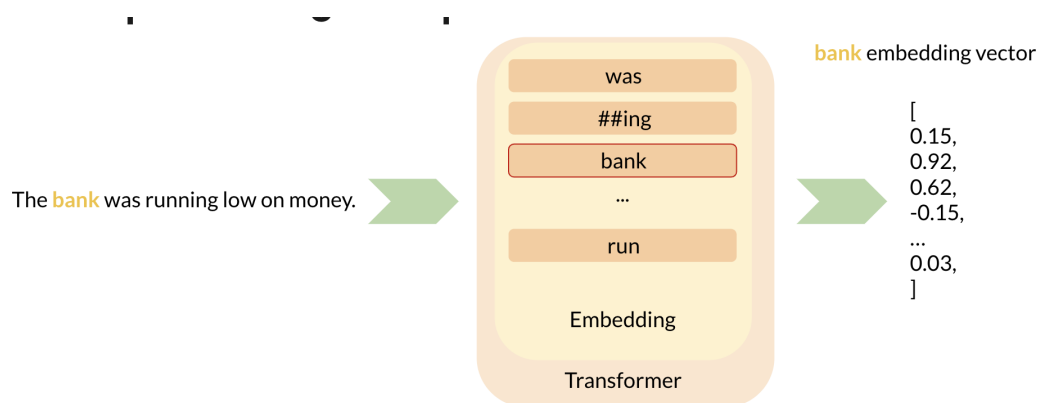 The bank was running low on money.
was
##ing
bank
...
run
Embedding
Transformer
bank embedding vector
[
0.15,
0.92,
0.62,
-0.15,
...
0.03,
]